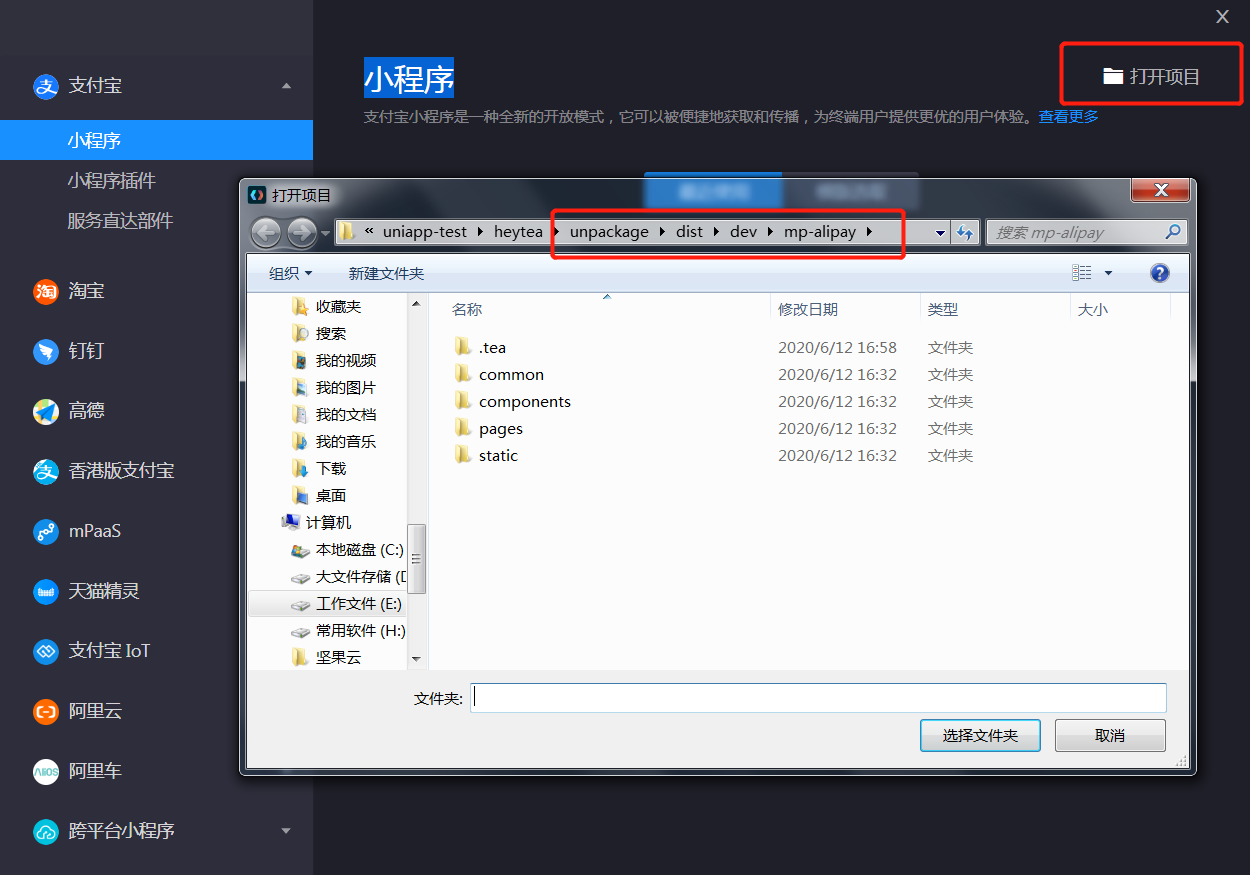 X
支付宝
小程序
小程序插件
服务直达部件
淘宝
钉钉
高德
香港版支付宝
mPaaS
天猫精灵
支付宝 IoT
阿里云
阿里车
跨平台小程序
小程序
打开项目
支付宝小程序是一种全新的开放模式，它可以被便捷地获取和传播，为终端用户提供更优的用户体验。查看更多
打开项目
« uniapp-test heytea unpackage dist dev mp-alipay
搜索 mp-alipay
组织 新建文件夹
收藏夹
搜索
我的视频
我的图片
我的文档
我的音乐
下载
桌面
计算机
本地磁盘 (C:)
大文件存储 (
工作文件 (E:)
常用软件 (H:)
坚果云
名称 修改日期 类型 大小
.tea 2020/6/12 16:58 文件夹
common 2020/6/12 16:32 文件夹
components 2020/6/12 16:32 文件夹
pages 2020/6/12 16:32 文件夹
static 2020/6/12 16:32 文件夹
文件夹:
选择文件夹 取消